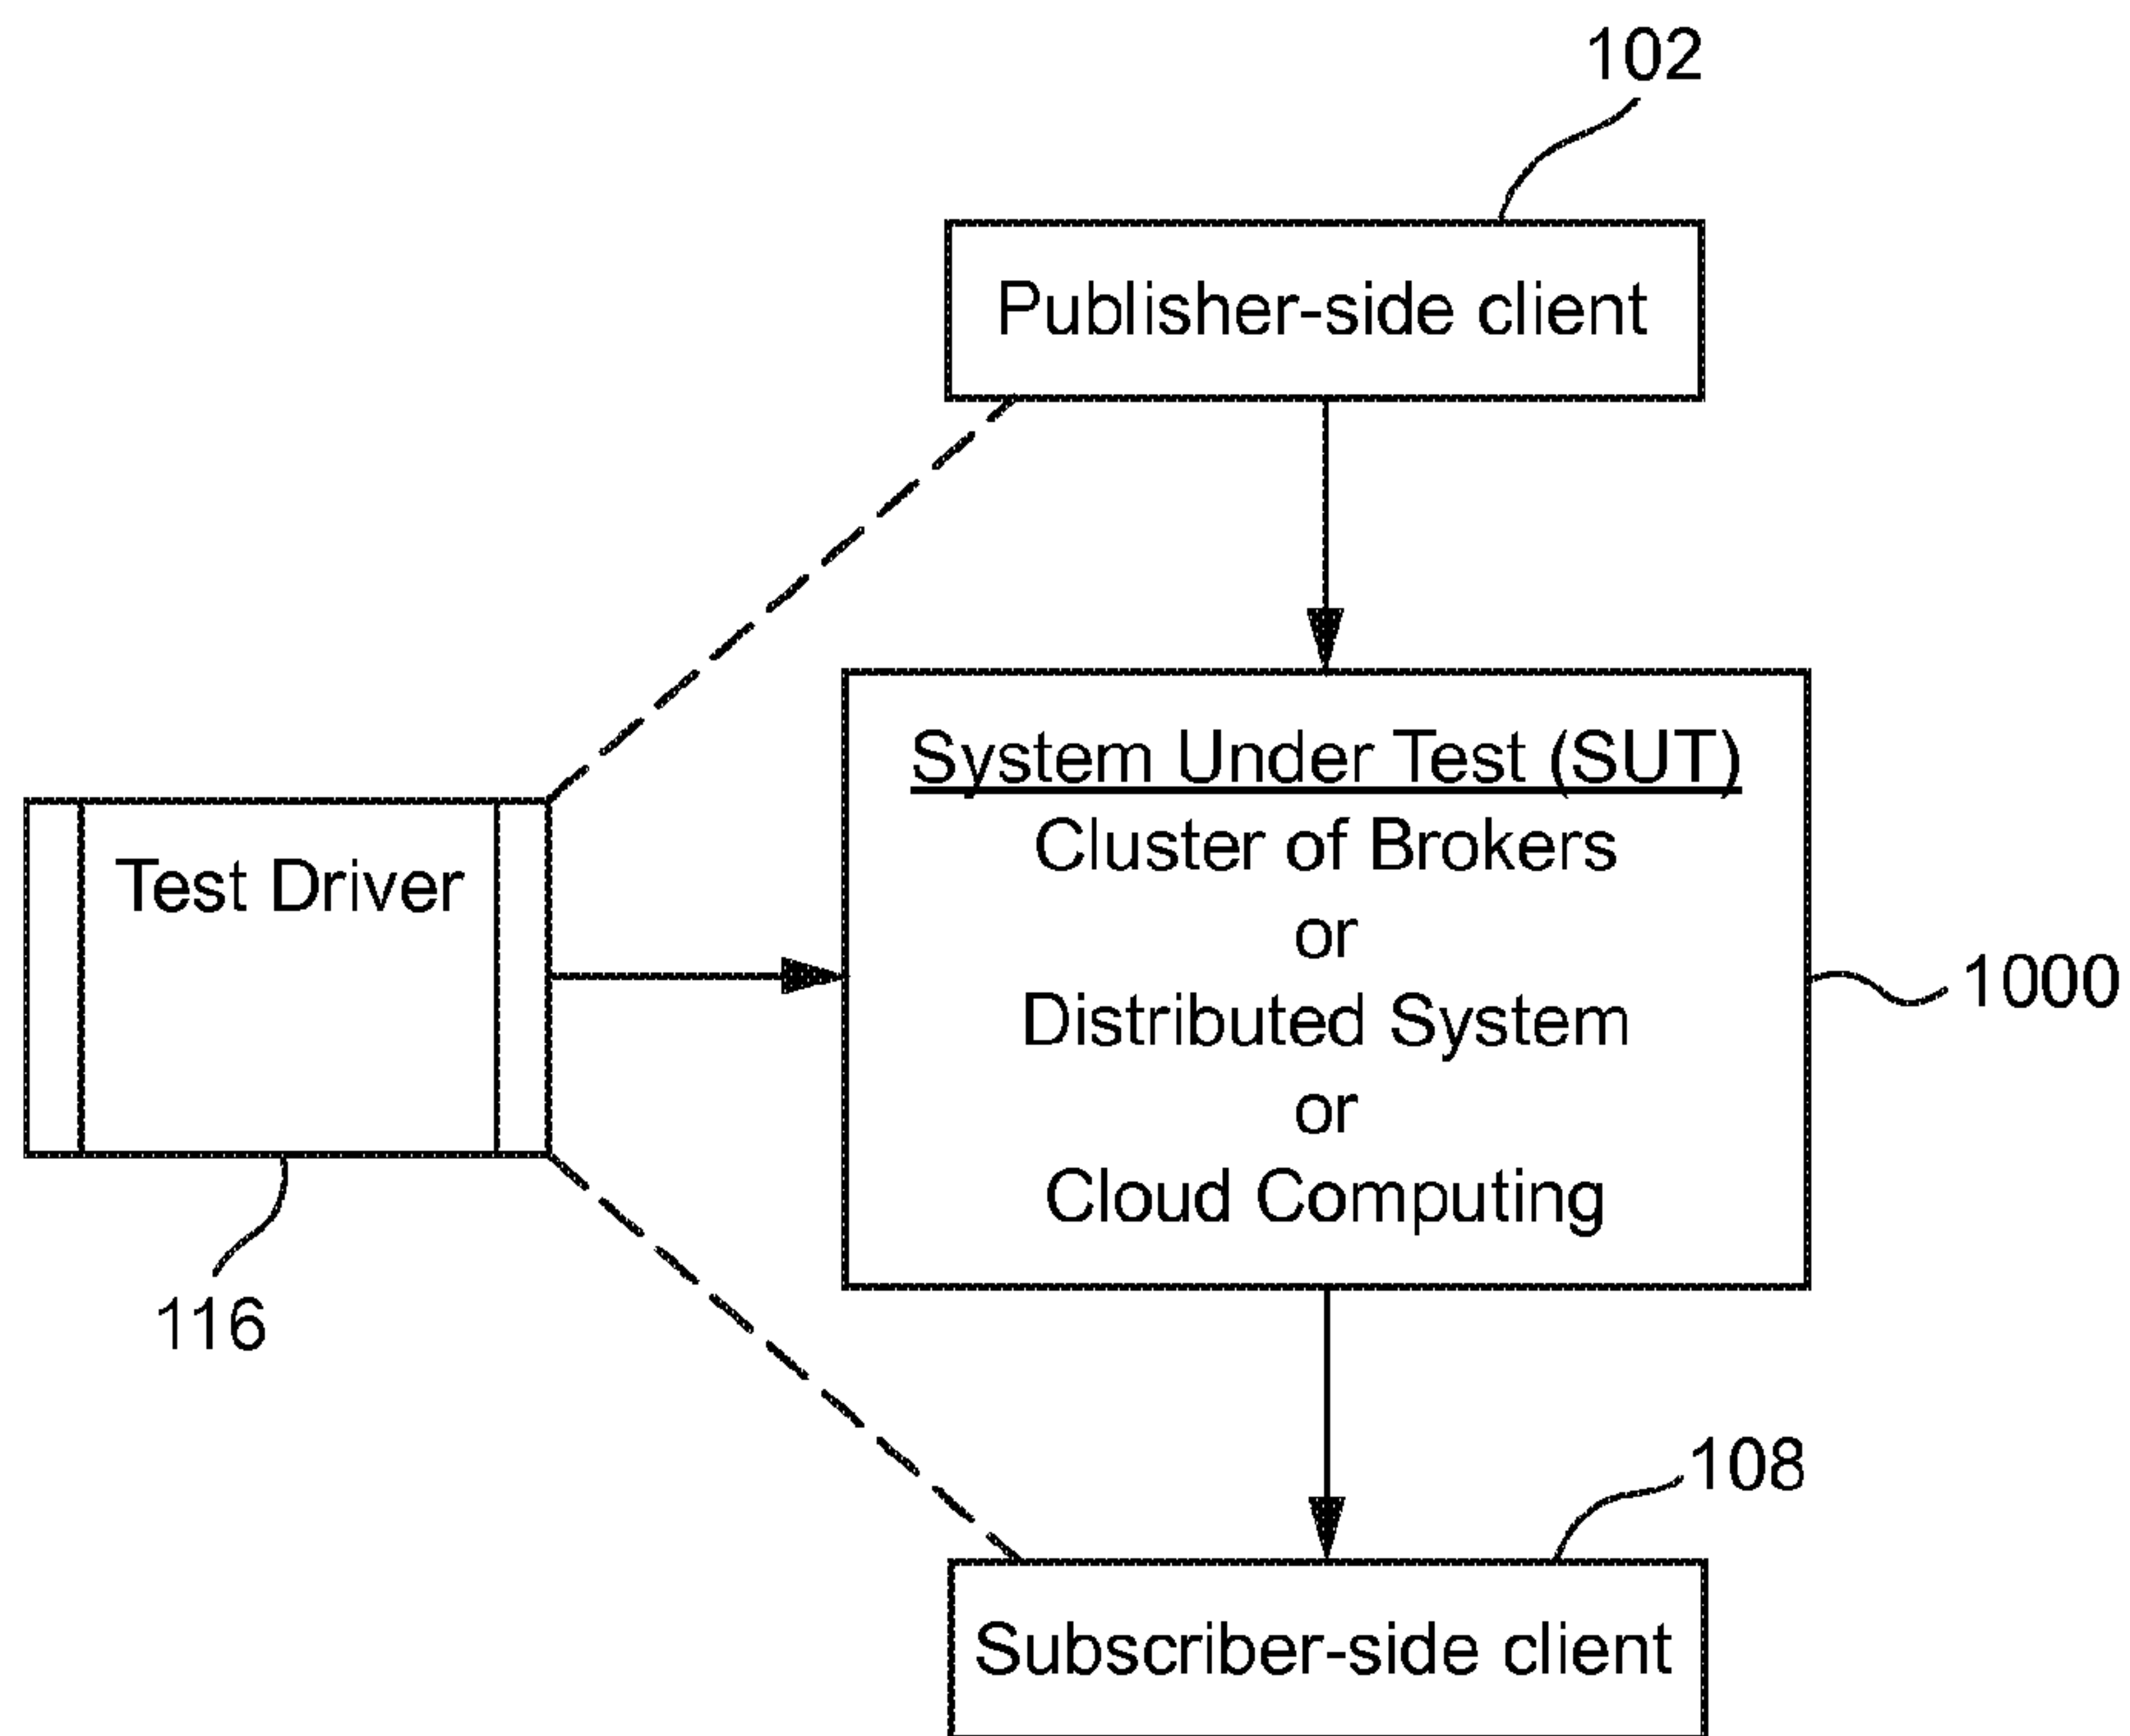 102
Publisher-side client
System Under Test (SUT)
Cluster of Brokers
or
Distributed System
or
Cloud Computing
1000
Test Driver
116
108
Subscriber-side client